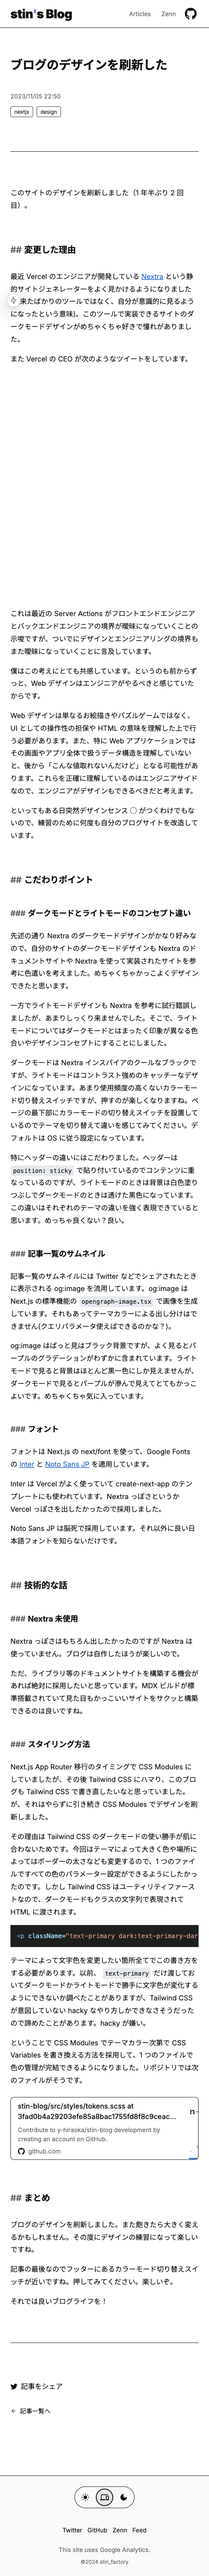 stin's Blog
Articles Zenn
ブログのデザインを刷新した
2023/11/05 22:50
nextjs design
このサイトのデザインを刷新しました（1 年半ぶり 2 回
目）。
## 変更した理由
最近 Vercel のエンジニアが開発している Nextra という静
的サイトジェネレーターをよく見かけるようになりました
来たばかりのツールではなく、自分が意識的に見るよう
になったという意味)。このツールで実装できるサイトのダ
ークモードデザインがめちゃくちゃ好きで憧れがありまし
た。
また Vercel の CEO が次のようなツイートをしています。
これは最近の Server Actions がフロントエンドエンジニア
とバックエンドエンジニアの境界が曖昧になっていくことの
示唆ですが、ついでにデザインとエンジニアリングの境界も
また曖昧になっていくことに言及しています。
僕はこの考えにとても共感しています。というのも前からず
っと、Web デザインはエンジニアがやるべきと感じていた
からです。
Web デザインは単なるお絵描きやパズルゲームではなく、
UI としての操作性の担保や HTML の意味を理解した上で行
う必要があります。また、特に Web アプリケーションでは
その画面やアプリ全体で扱うデータ構造を理解していない
と、後から「こんな値取れないんだけど」となる可能性があ
ります。これらを正確に理解しているのはエンジニアサイド
なので、エンジニアがデザインもできるべきだと考えます。
といってもある日突然デザインセンス ◯ がつくわけでもな
いので、練習のために何度も自分のブログサイトを改造して
います。
## こだわりポイント
### ダークモードとライトモードのコンセプト違い
先述の通り Nextra のダークモードデザインがかなり好みな
ので、自分のサイトのダークモードデザインも Nextra のド
キュメントサイトや Nextra を使って実装されたサイトを参
考に色遣いを考えました。めちゃくちゃかっこよくデザイン
できたと思います。
一方でライトモードデザインも Nextra を参考に試行錯誤し
ましたが、あまりしっくり来ませんでした。そこで、ライト
モードについてはダークモードとはまったく印象が異なる色
合いやデザインコンセプトにすることにしました。
ダークモードは Nextra インスパイアのクールなブラックで
すが、ライトモードはコントラスト強めのキャッチーなデザ
インになっています。あまり使用頻度の高くないカラーモー
ド切り替えスイッチですが、押すのが楽しくなりますね。ペ
ージの最下部にカラーモードの切り替えスイッチを設置して
いるのでテーマを切り替えて違いを感じてみてください。デ
フォルトは OS に従う設定になっています。
特にヘッダーの違いにはこだわりました。ヘッダーは
position: sticky で貼り付いているのでコンテンツに重
なっているのですが、ライトモードのときは背景は白色塗り
つぶしでダークモードのときは透けた黒色になっています。
この違いはそれぞれのテーマの違いを強く表現できていると
思います。めっちゃ良くない？良い。
### 記事一覧のサムネイル
記事一覧のサムネイルには Twitter などでシェアされたとき
に表示される og:image を流用しています。og:image は
Next.js の標準機能の opengraph-image.tsx で画像を生成
しています。それもあってテーマカラーによる出し分けはで
きません(クエリパラメータ使えばできるのかな？)。
og:image はぱっと見はブラック背景ですが、よく見るとパ
ープルのグラデーションがわずかに含まれています。ライト
モードで見ると背景はほとんど黒一色にしか見えませんが、
ダークモードで見るとパープルが滲んで見えてとてもかっこ
よいです。めちゃくちゃ気に入っています。
### フォント
フォントは Next.js の next/font を使って、Google Fonts
の Inter と Noto Sans JP を適用しています。
Inter は Vercel がよく使っていて create-next-app のテン
プレートにも使われていますね。Nextra っぽさというか
Vercel っぽさを出したかったので採用しました。
Noto Sans JP は脳死で採用しています。それ以外に良い日
本語フォントを知らないだけです。
## 技術的な話
### Nextra 未使用
Nextra っぽさはもちろん出したかったのですが Nextra は
使っていません。ブログは自作したほうが楽しいので。
ただ、ライブラリ等のドキュメントサイトを構築する機会が
あれば絶対に採用したいと思っています。MDX ビルドが標
準搭載されていて見た目もかっこいいサイトをサクッと構築
できるのは良いですね。
### スタイリング方法
Next.js App Router 移行のタイミングで CSS Modules に
していましたが、その後 Tailwind CSS にハマり、このブロ
グも Tailwind CSS で書き直したいなと思っていました。
が、それはやらずに引き続き CSS Modules でデザインを刷
新しました。
その理由は Tailwind CSS のダークモードの使い勝手が肌に
合わないためです。今回はテーマによって大きく色や場所に
よってはボーダーの太さなども変更するので、1 つのファイ
ルですべての色のパラメーター設定ができるのが理想的でし
た。しかし Tailwind CSS はユーティリティファースト
なので、ダークモードもクラスの文字列で表現されて
HTML に渡されます。
<p className="text-primary dark:text-primary-dar
テーマによって文字色を変更したい箇所全てでこの書き方を
する必要があります。以前、 text-primary だけ渡してお
いてダークモードかライトモードで勝手に文字色が変化する
ようにできないか調べたことがありますが、Tailwind CSS
が意図していない hacky なやり方しかできなさそうだった
ので諦めたことがあります。hacky が嫌い。
ということで CSS Modules でテーマカラー次第で CSS
Variables を書き換える方法を採用して、1 つのファイルで
色の管理が完結できるようになりました。リポジトリでは次
のファイルがそうです。
stin-blog/src/styles/tokens.scss at
3fad0b4a29203efe85a8bac1755fd8f8c9ceac...
Contribute to y-hiraoka/stin-blog development by
creating an account on GitHub.
github.com
## まとめ
ブログのデザインを刷新しました。また飽きたら大きく変え
るかもしれません。その度にデザインの練習になって楽しい
ですね。
記事の最後なのでフッターにあるカラーモード切り替えスイ
ッチが近いですね。押してみてください。楽しいぞ。
それでは良いブログライフを！
記事をシェア
← 記事一覧へ
Twitter GitHub Zenn Feed
This site uses Google Analytics.
©2024 stin_factory